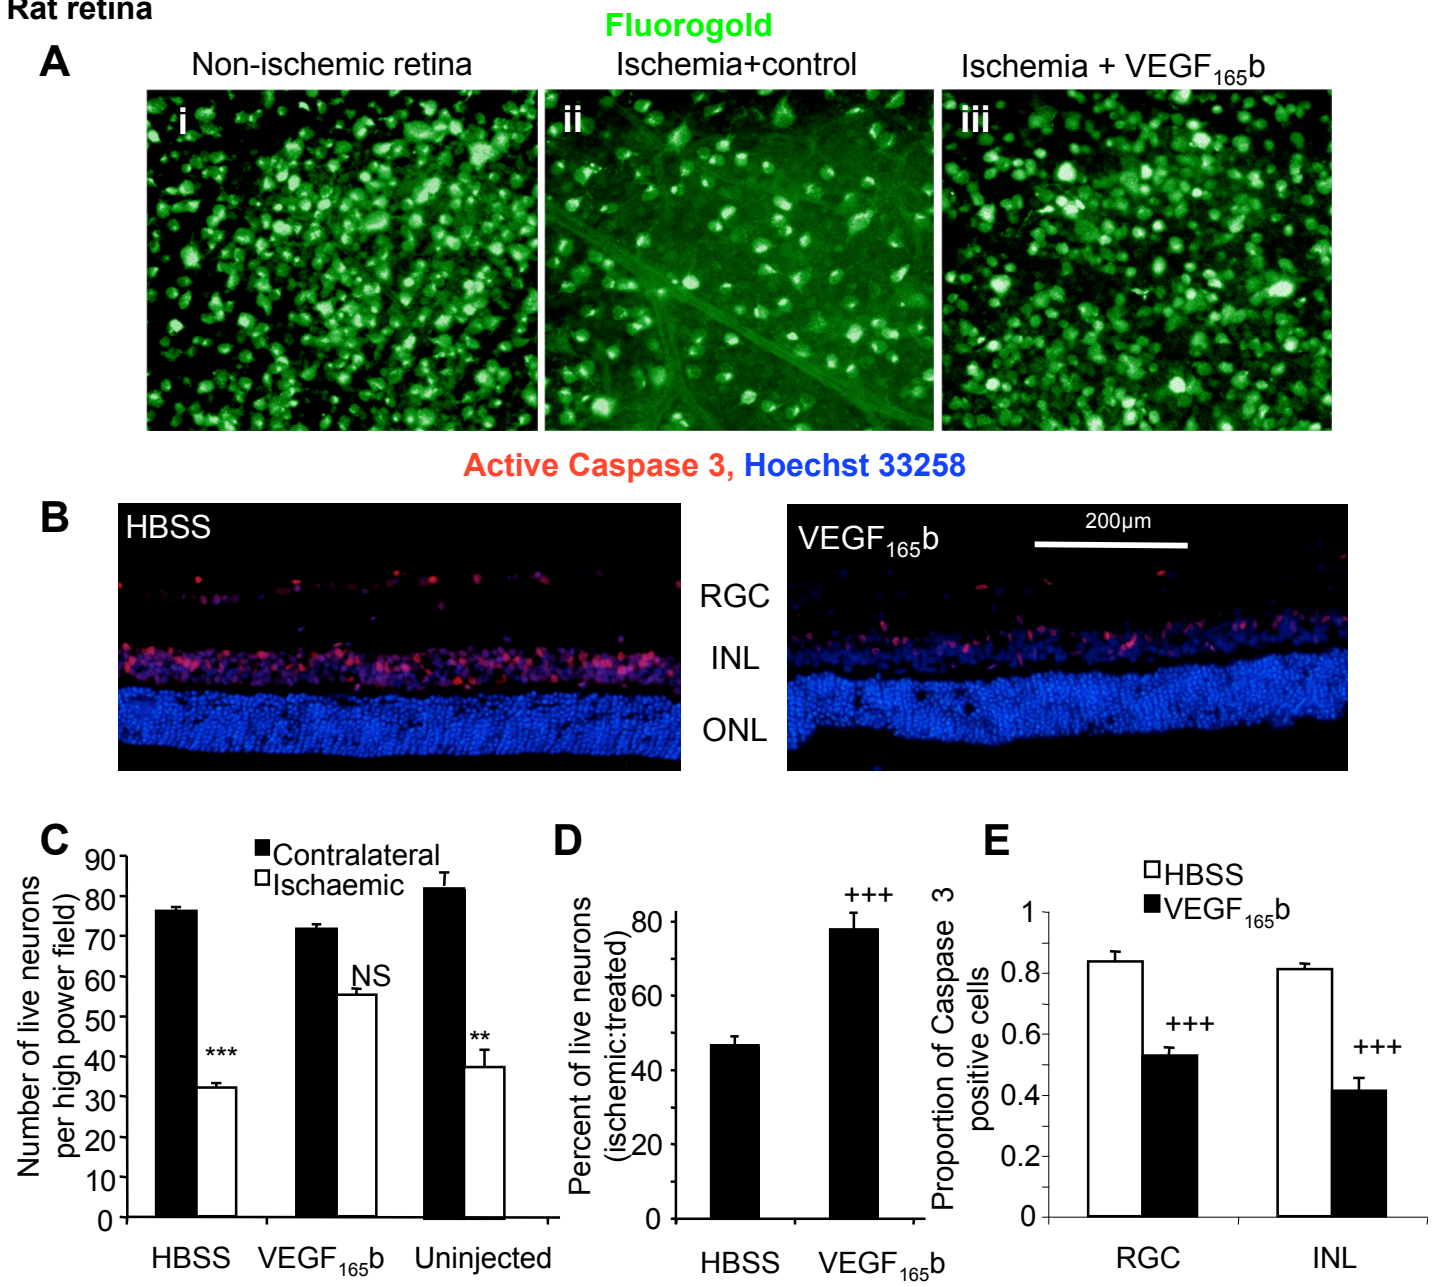 Rat retina
Fluorogold
A
Non-ischemic retina
Ischemia+control
Ischemia + VEGF165b
i
ii
iii
Active Caspase 3, Hoechst 33258
B
HBSS
VEGF165b
200µm
RGC
INL
ONL
C
Contralateral
Ischaemic
Number of live neurons
per high power field)
90
80
70
60
50
40
30
20
10
0
***
NS
**
HBSS
VEGF165b
Uninjected
D
Percent of live neurons
(ischemic:treated)
80
60
40
20
0
+++
HBSS
VEGF165b
E
HBSS
VEGF165b
Proportion of Caspase 3
positive cells
1
0.8
0.6
0.4
0.2
0
+++
+++
RGC
INL